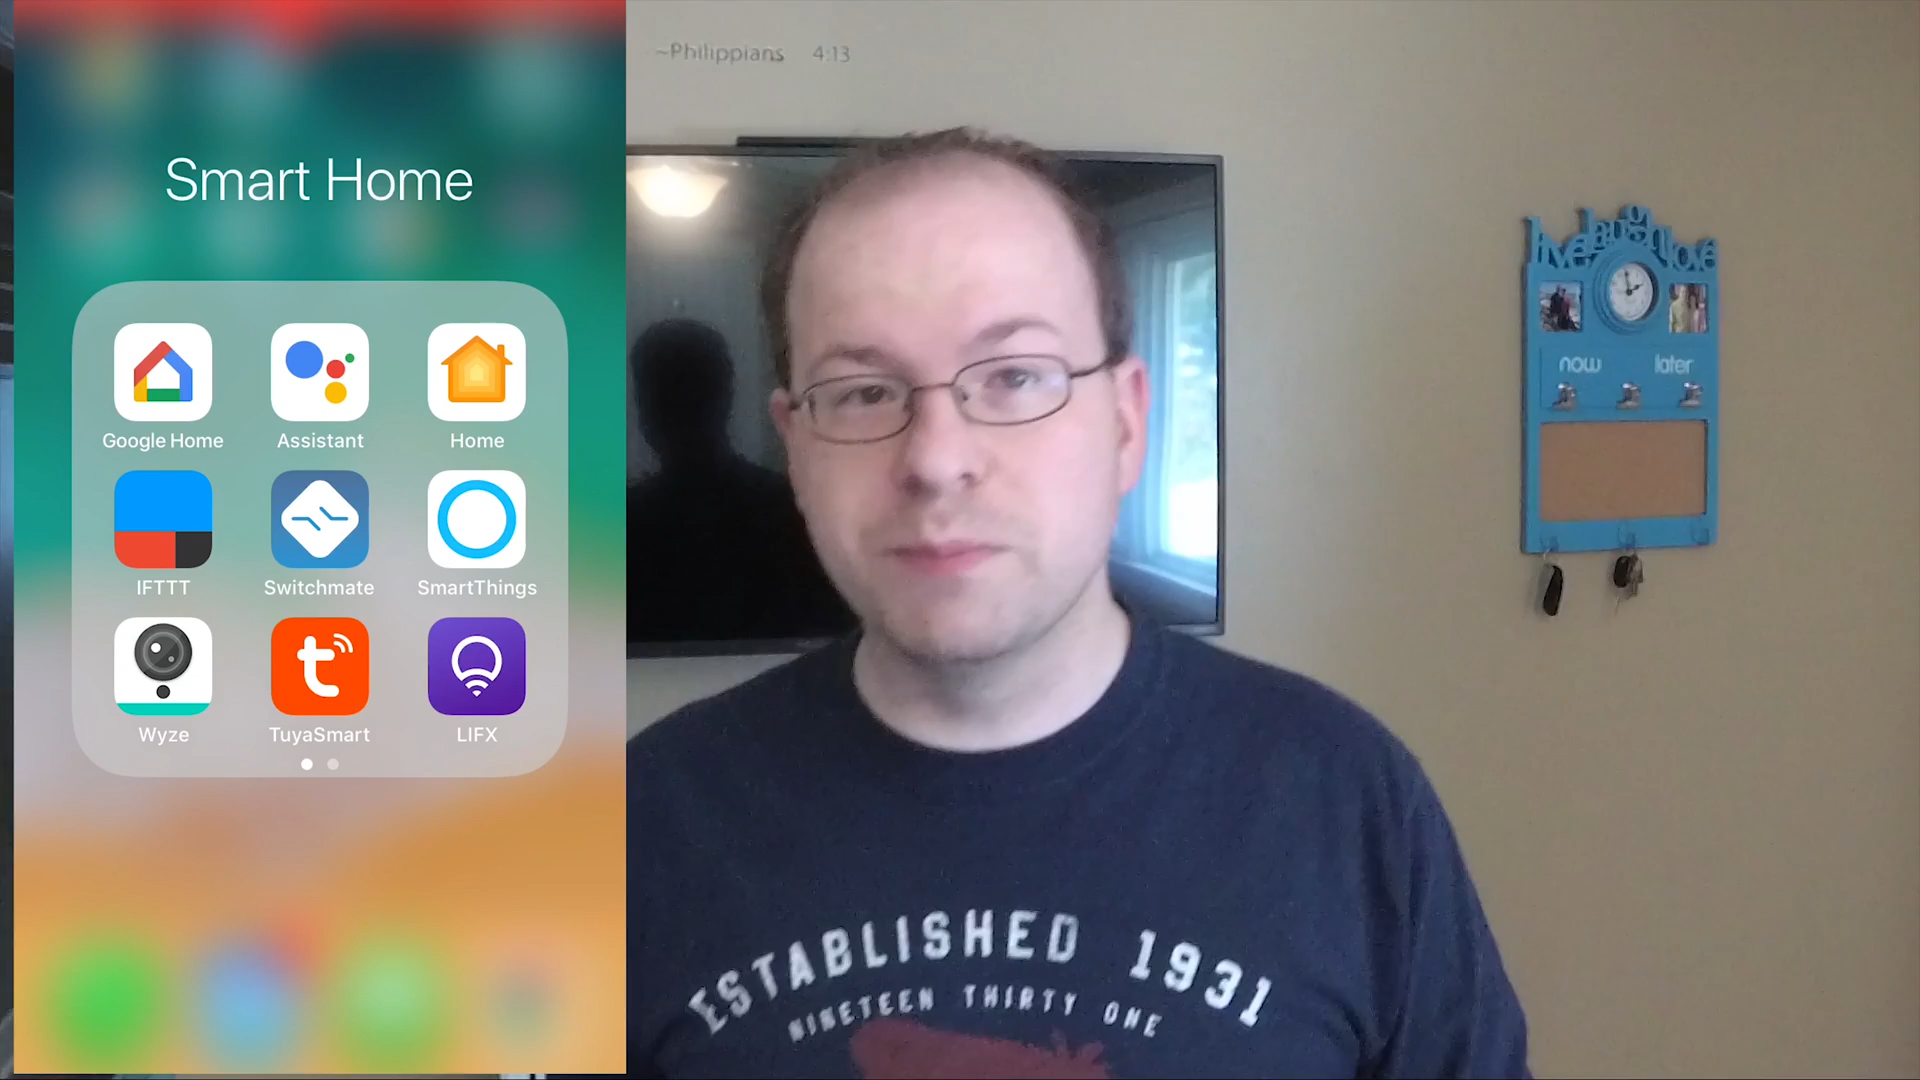 ~Philippians 4:13
Smart Home
Google Home
Assistant
Home
IFTTT
Switchmate
SmartThings
Wyze
t
TuyaSmart
LIFX
live laugh love
now later
ESTABLISHED 1931
NINETEEN THIRTY ONE